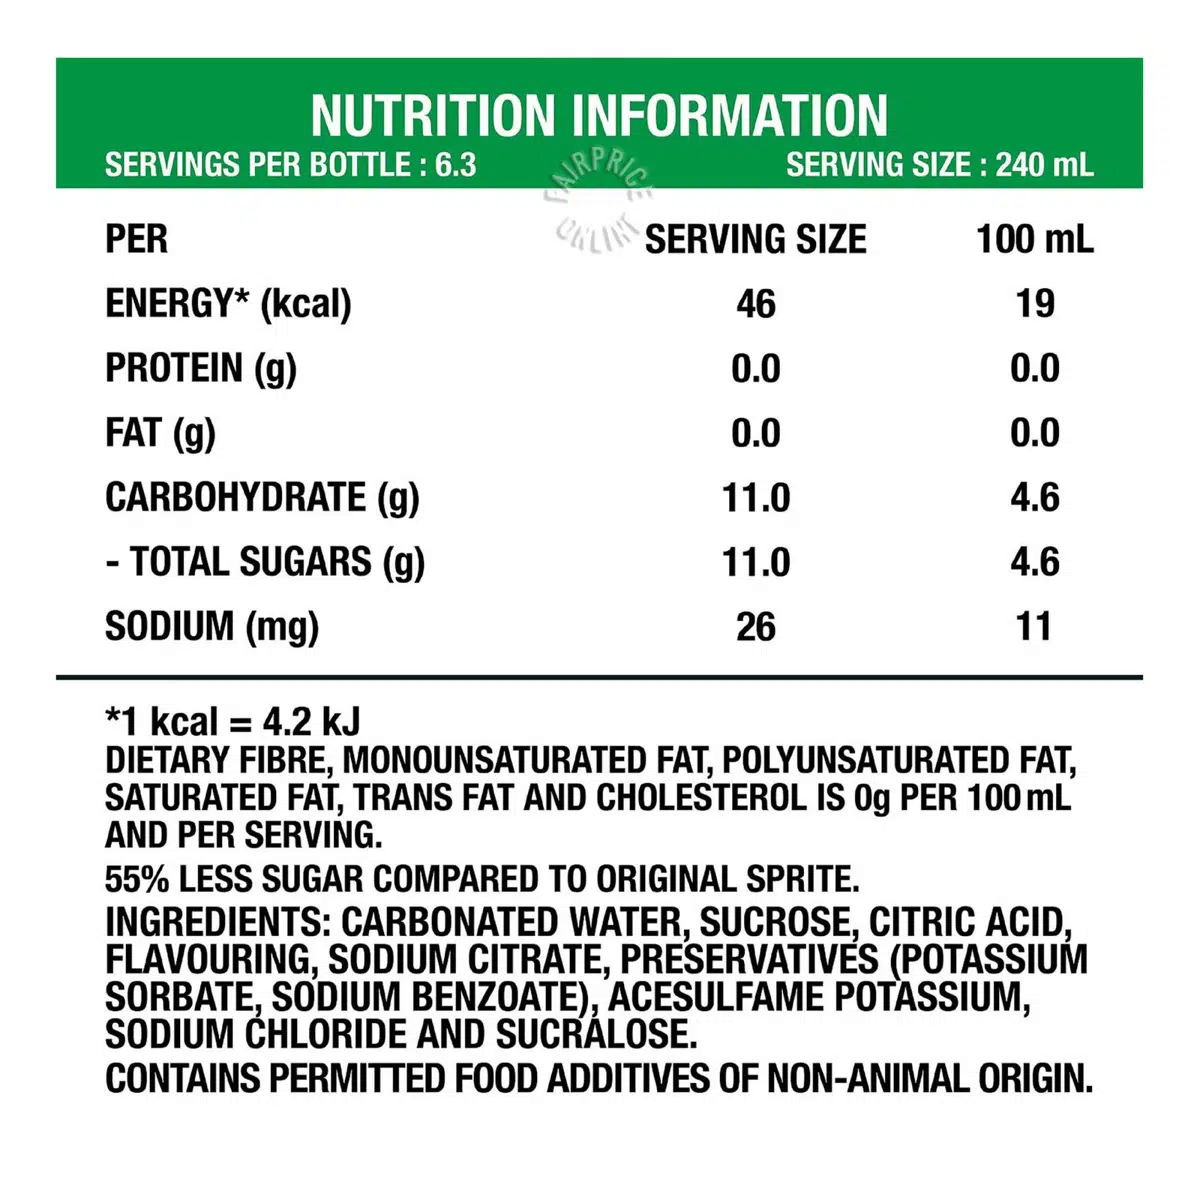 NUTRITION INFORMATION
SERVINGS PER BOTTLE : 6.3 SERVING SIZE : 240 mL
FAIRPRICE
ONLINE
PER SERVING SIZE 100 mL
ENERGY* (kcal) 46 19
PROTEIN (g) 0.0 0.0
FAT (g) 0.0 0.0
CARBOHYDRATE (g) 11.0 4.6
- TOTAL SUGARS (g) 11.0 4.6
SODIUM (mg) 26 11
*1 kcal = 4.2 kJ
DIETARY FIBRE, MONOUNSATURATED FAT, POLYUNSATURATED FAT,
SATURATED FAT, TRANS FAT AND CHOLESTEROL IS 0g PER 100 mL
AND PER SERVING.
55% LESS SUGAR COMPARED TO ORIGINAL SPRITE.
INGREDIENTS: CARBONATED WATER, SUCROSE, CITRIC ACID,
FLAVOURING, SODIUM CITRATE, PRESERVATIVES (POTASSIUM
SORBATE, SODIUM BENZOATE), ACESULFAME POTASSIUM,
SODIUM CHLORIDE AND SUCRALOSE.
CONTAINS PERMITTED FOOD ADDITIVES OF NON-ANIMAL ORIGIN.